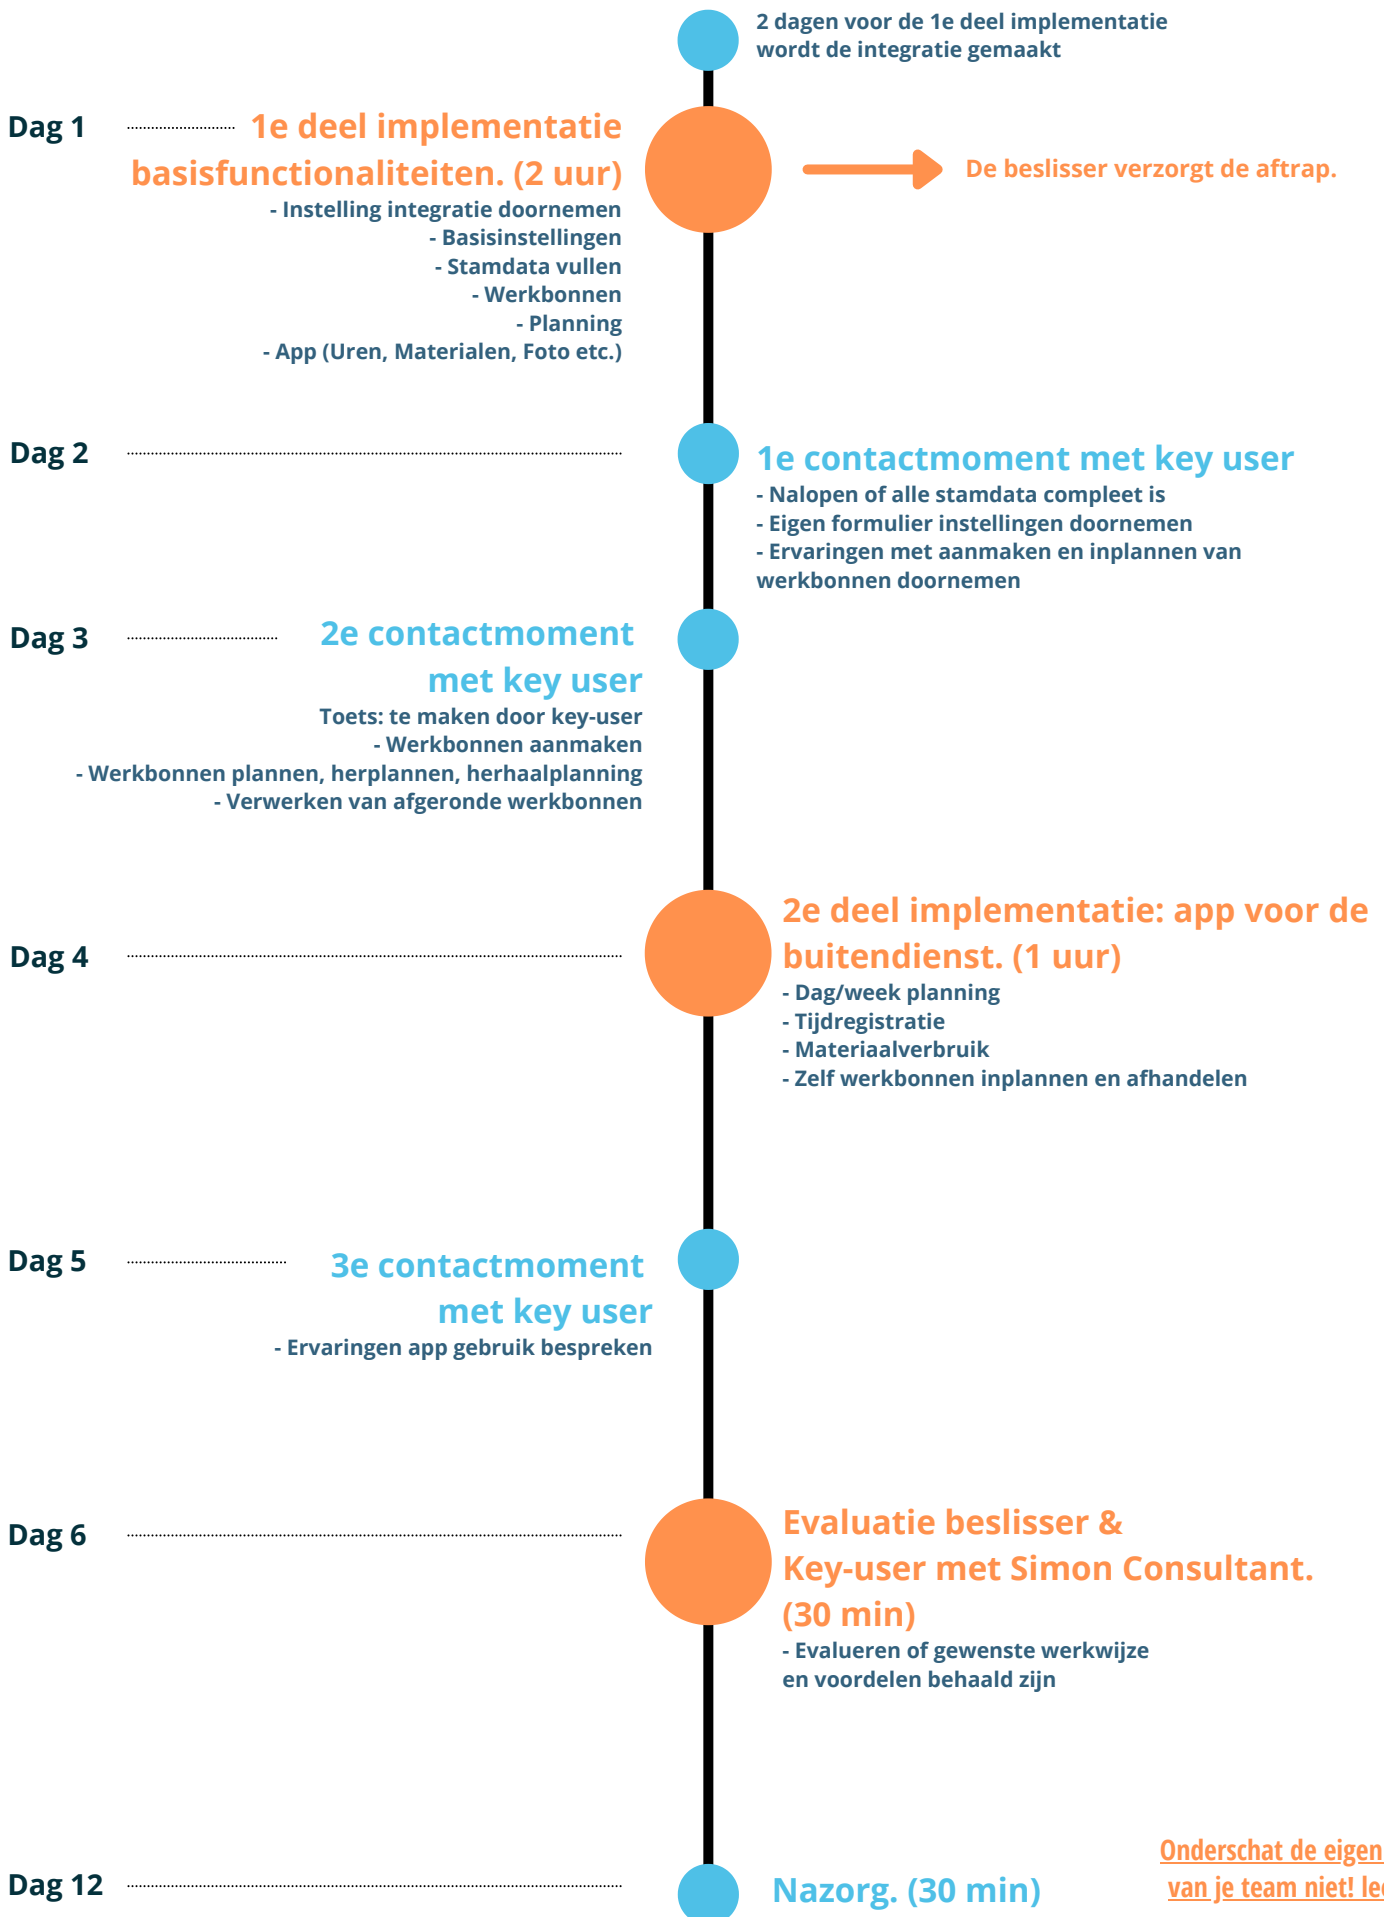 2 dagen voor de 1e deel implementatie
wordt de integratie gemaakt
Dag 1
1e deel implementatie
basisfunctionaliteiten. (2 uur)
- Instelling integratie doornemen
- Basisinstellingen
- Stamdata vullen
- Werkbonnen
- Planning
- App (Uren, Materialen, Foto etc.)
De beslisser verzorgt de aftrap.
Dag 2
1e contactmoment met key user
- Nalopen of alle stamdata compleet is
- Eigen formulier instellingen doornemen
- Ervaringen met aanmaken en inplannen van
werkbonnen doornemen
Dag 3
2e contactmoment
met key user
Toets: te maken door key-user
- Werkbonnen aanmaken
- Werkbonnen plannen, herplannen, herhaalplanning
- Verwerken van afgeronde werkbonnen
Dag 4
2e deel implementatie: app voor de
buitendienst. (1 uur)
- Dag/week planning
- Tijdregistratie
- Materiaalverbruik
- Zelf werkbonnen inplannen en afhandelen
Dag 5
3e contactmoment
met key user
- Ervaringen app gebruik bespreken
Dag 6
Evaluatie beslisser &
Key-user met Simon Consultant.
(30 min)
- Evalueren of gewenste werkwijze
en voordelen behaald zijn
Dag 12
Nazorg. (30 min)
Onderschat de eigen
van je team niet!